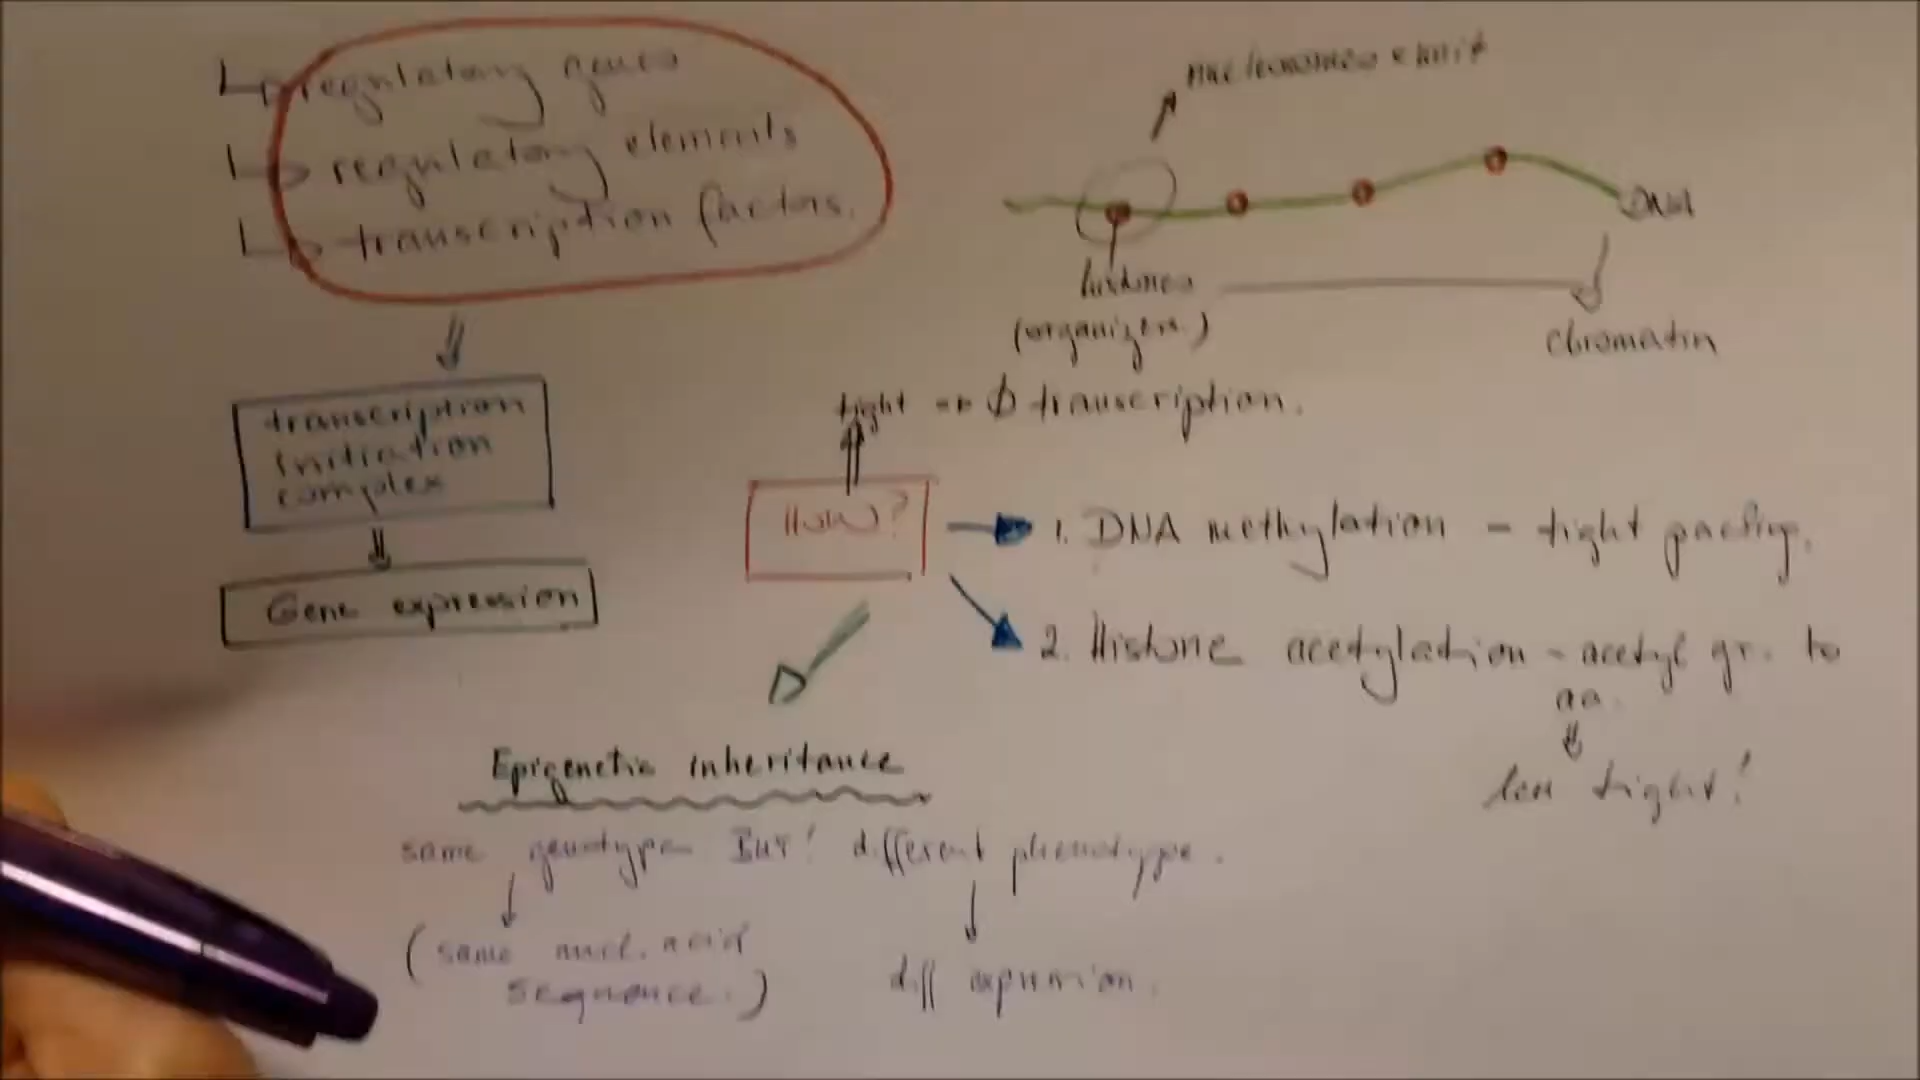 regulatory genes
regulatory elements
transcription factors.
transcription
initiation
complex
Gene expression
nucleosomes unit
DNA
histones
(organizers.)
chromatin
tight → ∅ transcription.
How?
1. DNA methylation - tight packing.
2. Histone acetylation - acetyl gr. to
aa.
less tight!
Epigenetic inheritance
same genotype BUT! different phenotype.
(same nucl. acid
sequence.)
diff expression.